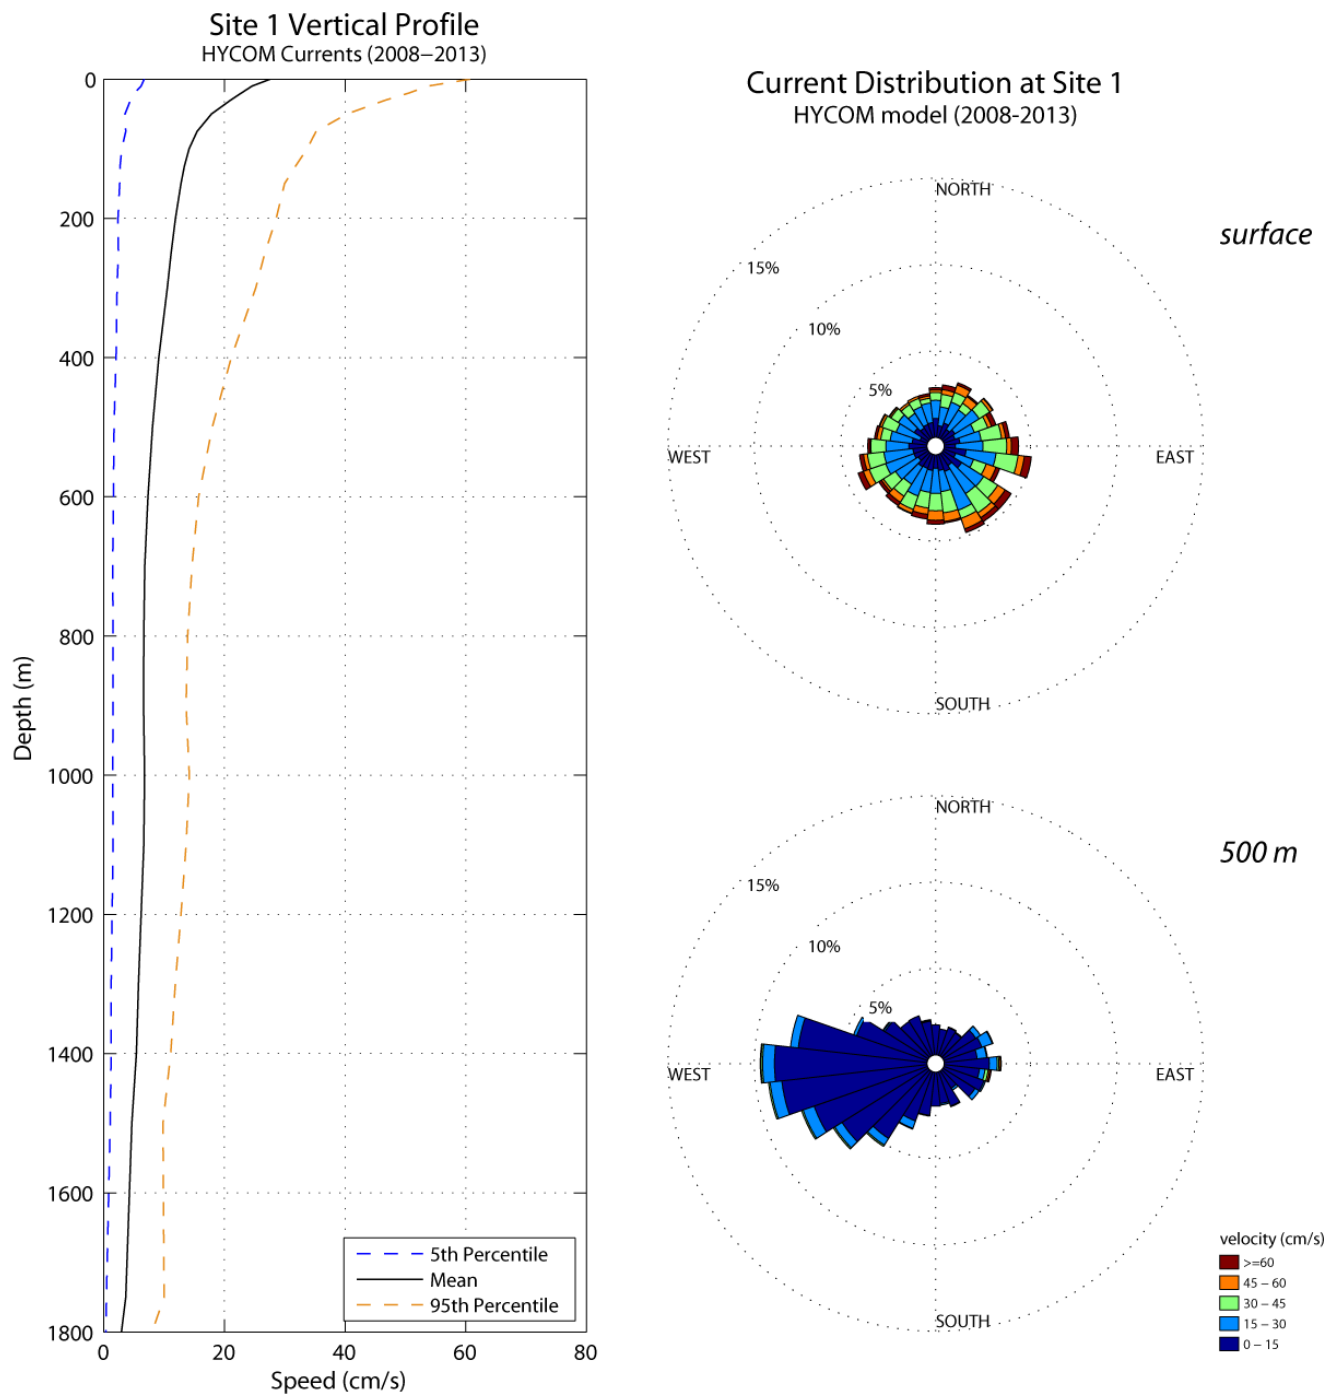 Site 1 Vertical Profile
HYCOM Currents (2008−2013)
0
200
400
600
800
1000
1200
1400
1600
1800
Depth (m)
0
20
40
60
80
Speed (cm/s)
5th Percentile
Mean
95th Percentile
Current Distribution at Site 1
HYCOM model (2008-2013)
surface
NORTH
15%
10%
5%
WEST
EAST
SOUTH
500 m
NORTH
15%
10%
5%
WEST
EAST
SOUTH
velocity (cm/s)
>=60
45 – 60
30 – 45
15 – 30
0 – 15